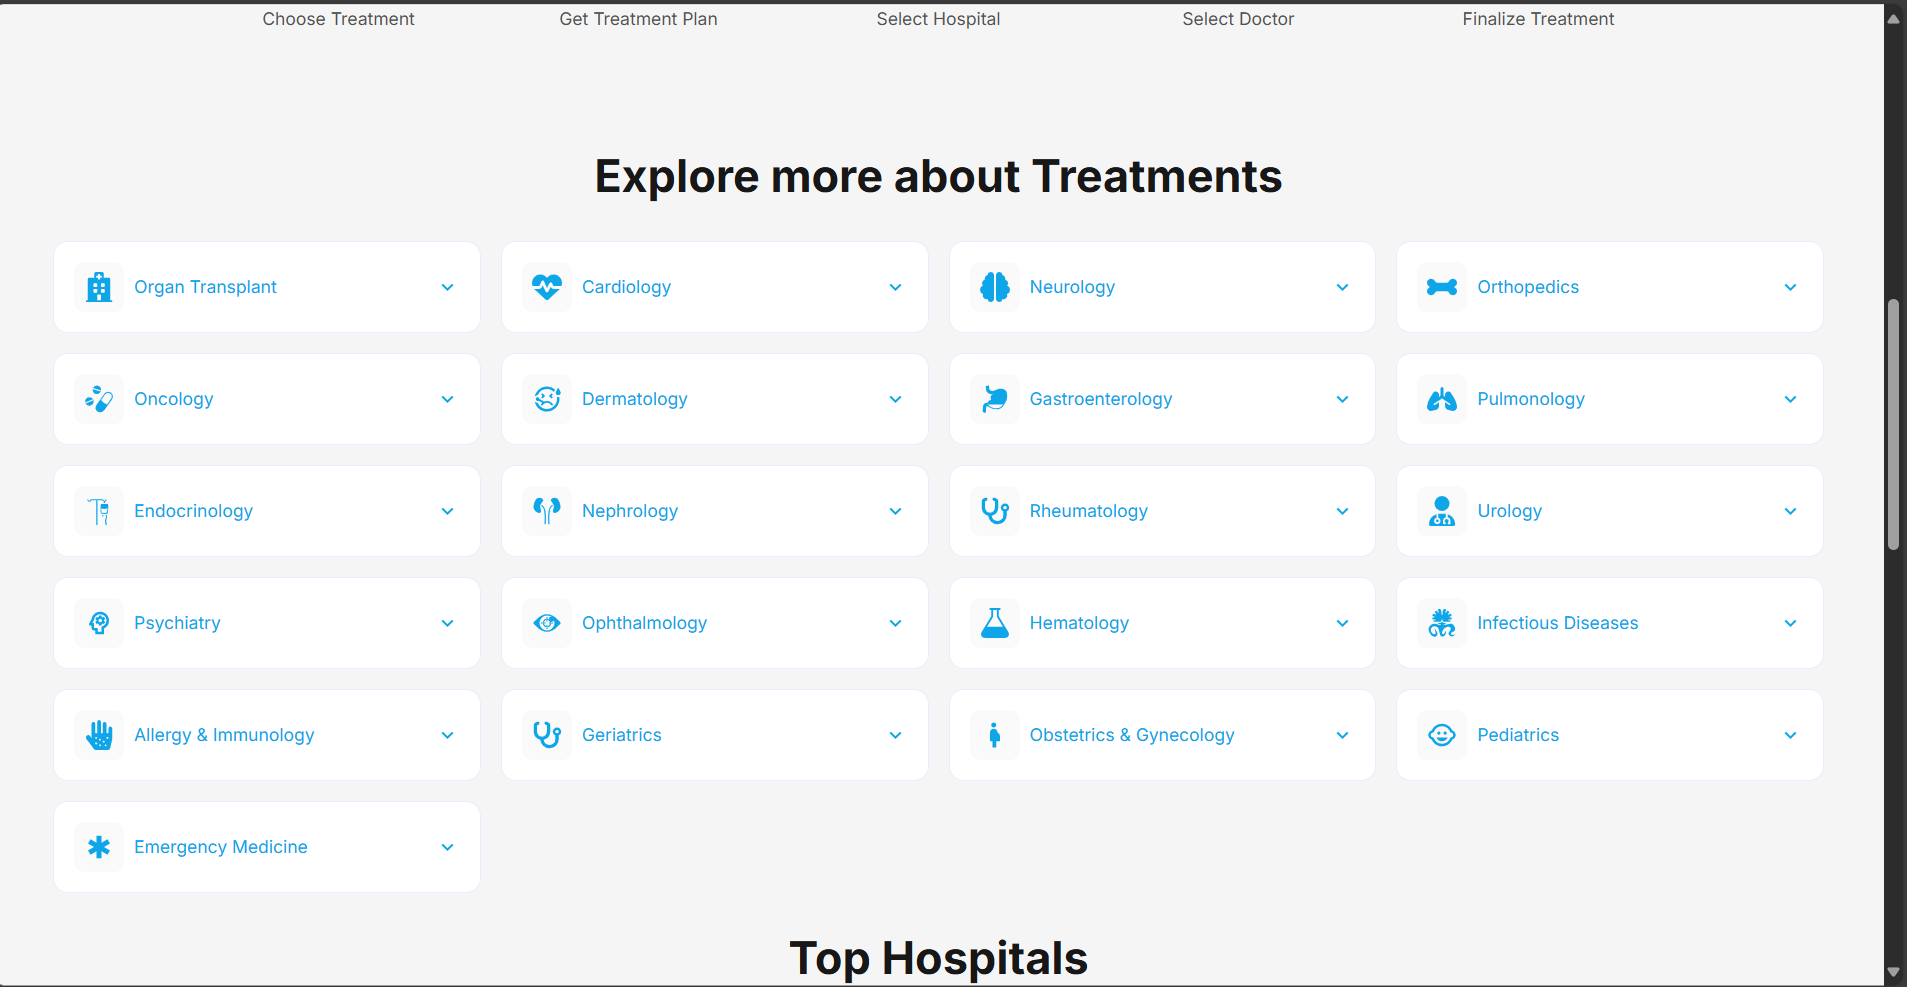 Choose Treatment
Get Treatment Plan
Select Hospital
Select Doctor
Finalize Treatment
Explore more about Treatments
Organ Transplant
Cardiology
Neurology
Orthopedics
Oncology
Dermatology
Gastroenterology
Pulmonology
Endocrinology
Nephrology
Rheumatology
Urology
Psychiatry
Ophthalmology
Hematology
Infectious Diseases
Allergy & Immunology
Geriatrics
Obstetrics & Gynecology
Pediatrics
Emergency Medicine
Top Hospitals